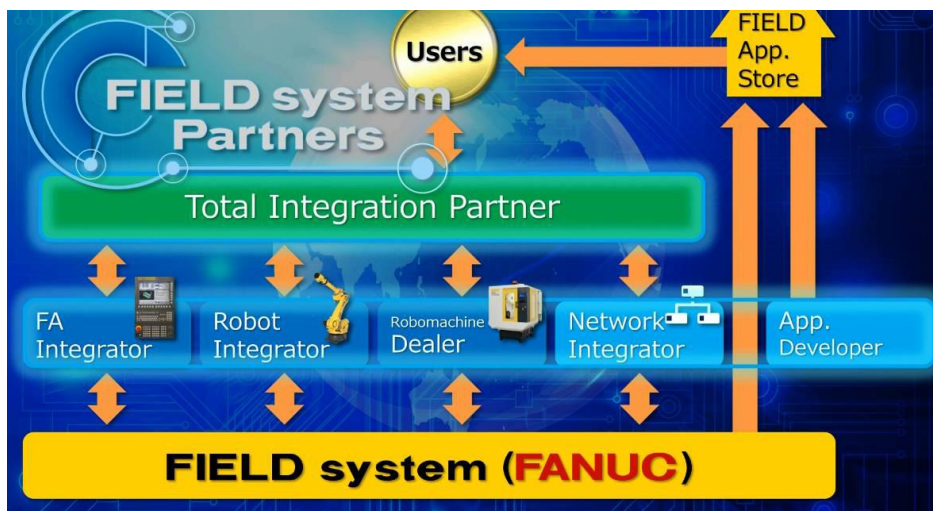 Users
FIELD
App.
Store
FIELD system
Partners
Total Integration Partner
FA
Integrator
Robot
Integrator
Robomachine
Dealer
Network
Integrator
App.
Developer
FIELD system (FANUC)